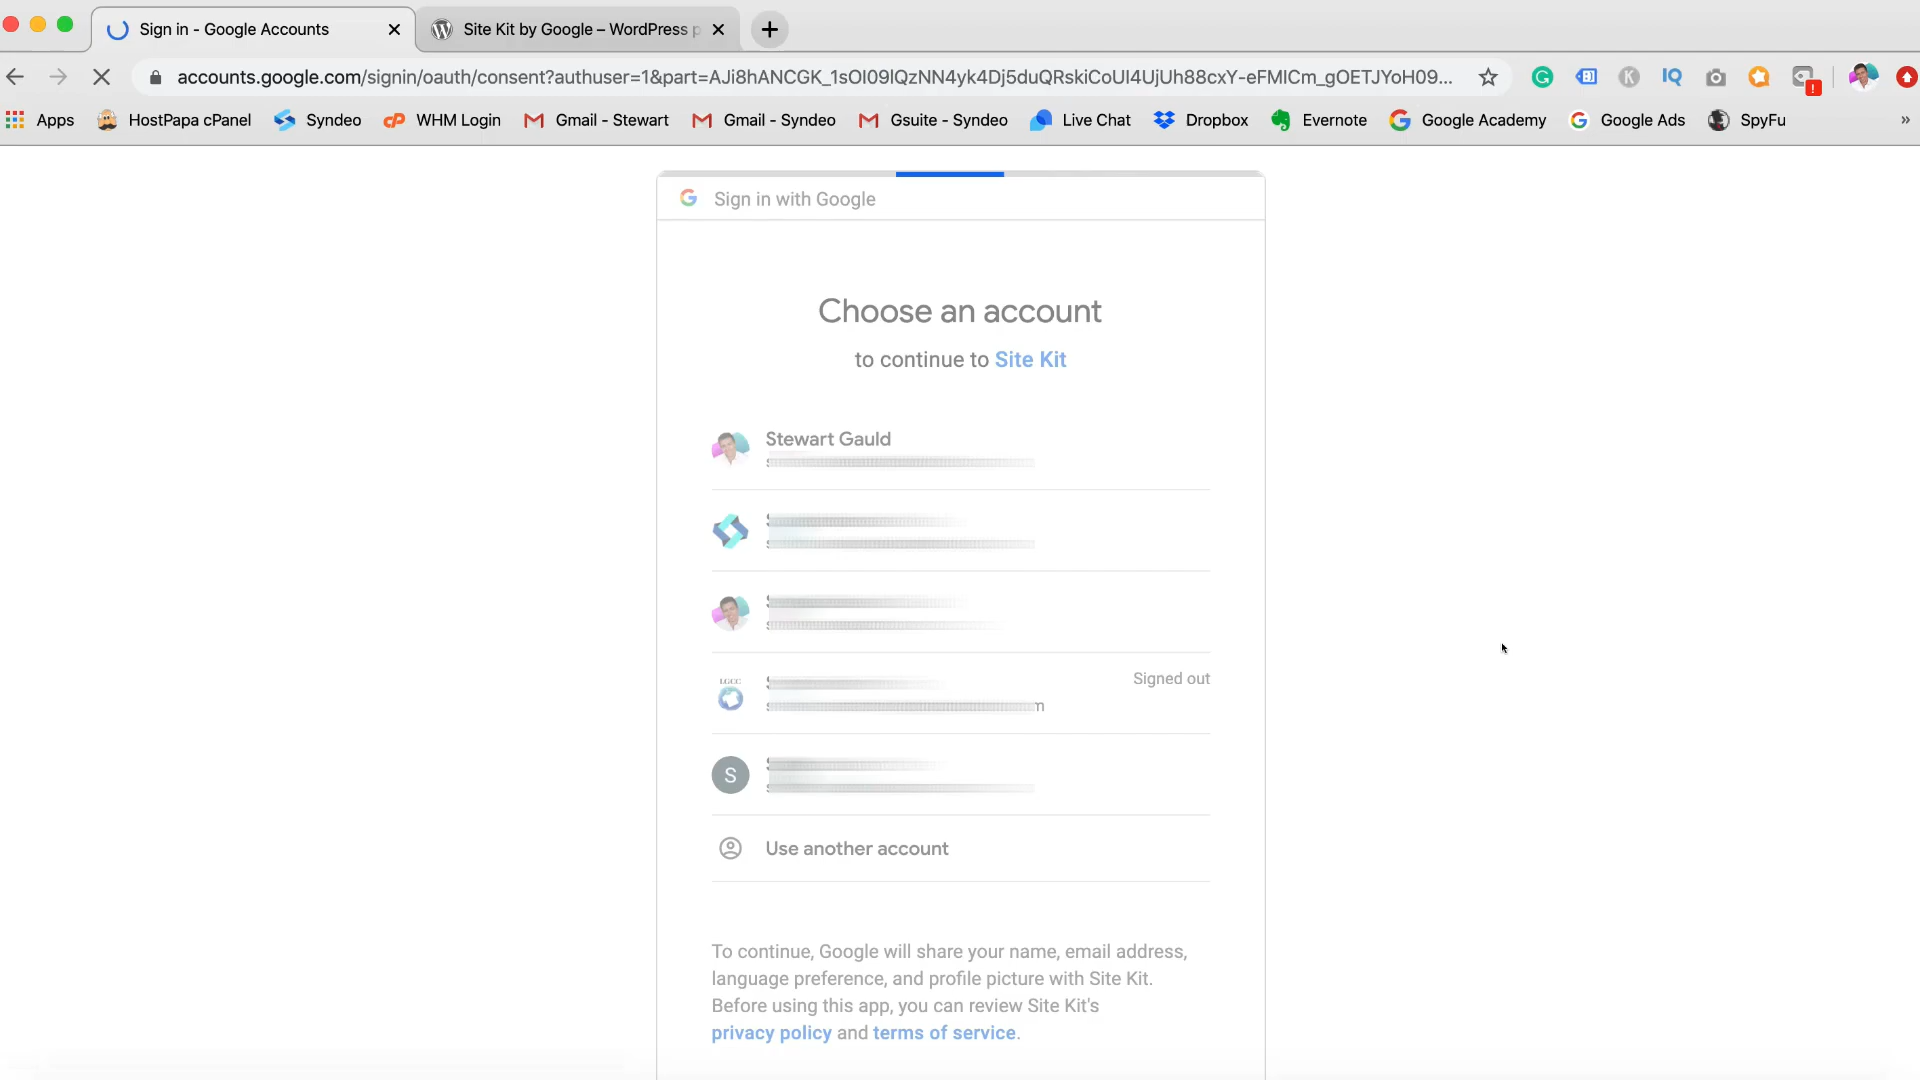 Sign in - Google Accounts
Site Kit by Google – WordPress p
accounts.google.com/signin/oauth/consent?authuser=1&part=AJi8hANCGK_1sOI09lQzNN4yk4Dj5duQRskiCoUI4UjUh88cxY-eFMICm_gOETJYoH09...
Apps
HostPapa cPanel
Syndeo
WHM Login
Gmail - Stewart
Gmail - Syndeo
Gsuite - Syndeo
Live Chat
Dropbox
Evernote
Google Academy
Google Ads
SpyFu
Sign in with Google
Choose an account
to continue to Site Kit
Stewart Gauld
Signed out
LGCC
S
Use another account
To continue, Google will share your name, email address,
language preference, and profile picture with Site Kit.
Before using this app, you can review Site Kit's
privacy policy and terms of service.